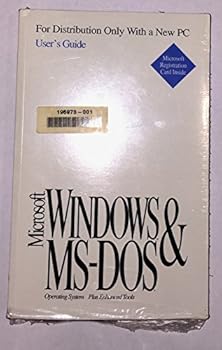 For Distribution Only With a New PC
User's Guide
Microsoft
Registration
Card Inside
196979-001
Microsoft
WINDOWS &
MS-DOS
Operating System Plus Enhanced Tools